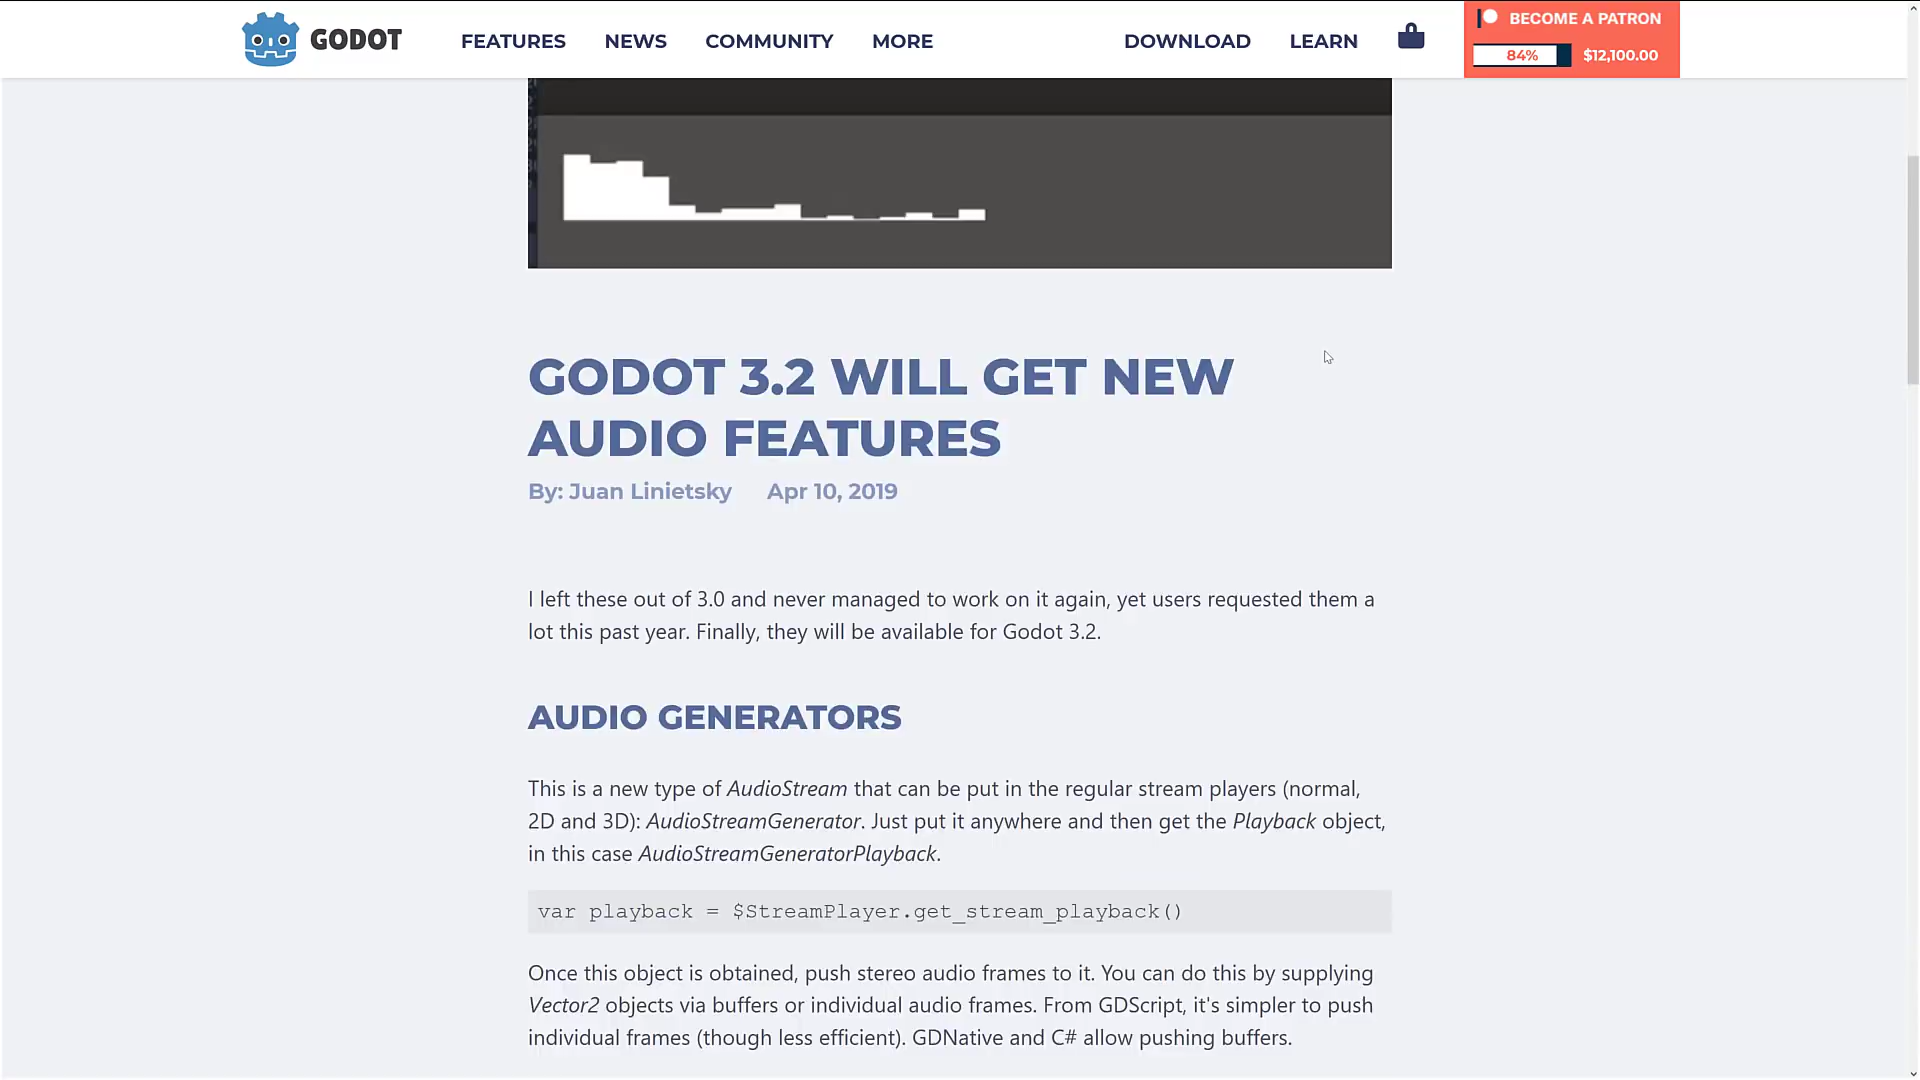 GODOT FEATURES NEWS COMMUNITY MORE DOWNLOAD LEARN BECOME A PATRON
84% $12,100.00
GODOT 3.2 WILL GET NEW
AUDIO FEATURES
By: Juan Linietsky Apr 10, 2019
I left these out of 3.0 and never managed to work on it again, yet users requested them a
lot this past year. Finally, they will be available for Godot 3.2.
AUDIO GENERATORS
This is a new type of AudioStream that can be put in the regular stream players (normal,
2D and 3D): AudioStreamGenerator. Just put it anywhere and then get the Playback object,
in this case AudioStreamGeneratorPlayback.
var playback = $StreamPlayer.get_stream_playback()
Once this object is obtained, push stereo audio frames to it. You can do this by supplying
Vector2 objects via buffers or individual audio frames. From GDScript, it's simpler to push
individual frames (though less efficient). GDNative and C# allow pushing buffers.